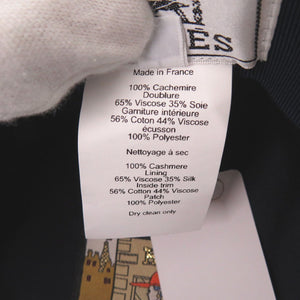 ES
Made in France
100% Cachemire
Doublure
65% Viscose 35% Soie
Garniture intérieure
56% Coton 44% Viscose
écusson
100% Polyester
Nettoyage à sec
100% Cashmere
Lining
65% Viscose 35% Silk
Inside trim
56% Cotton 44% Viscose
Patch
100% Polyester
Dry clean only